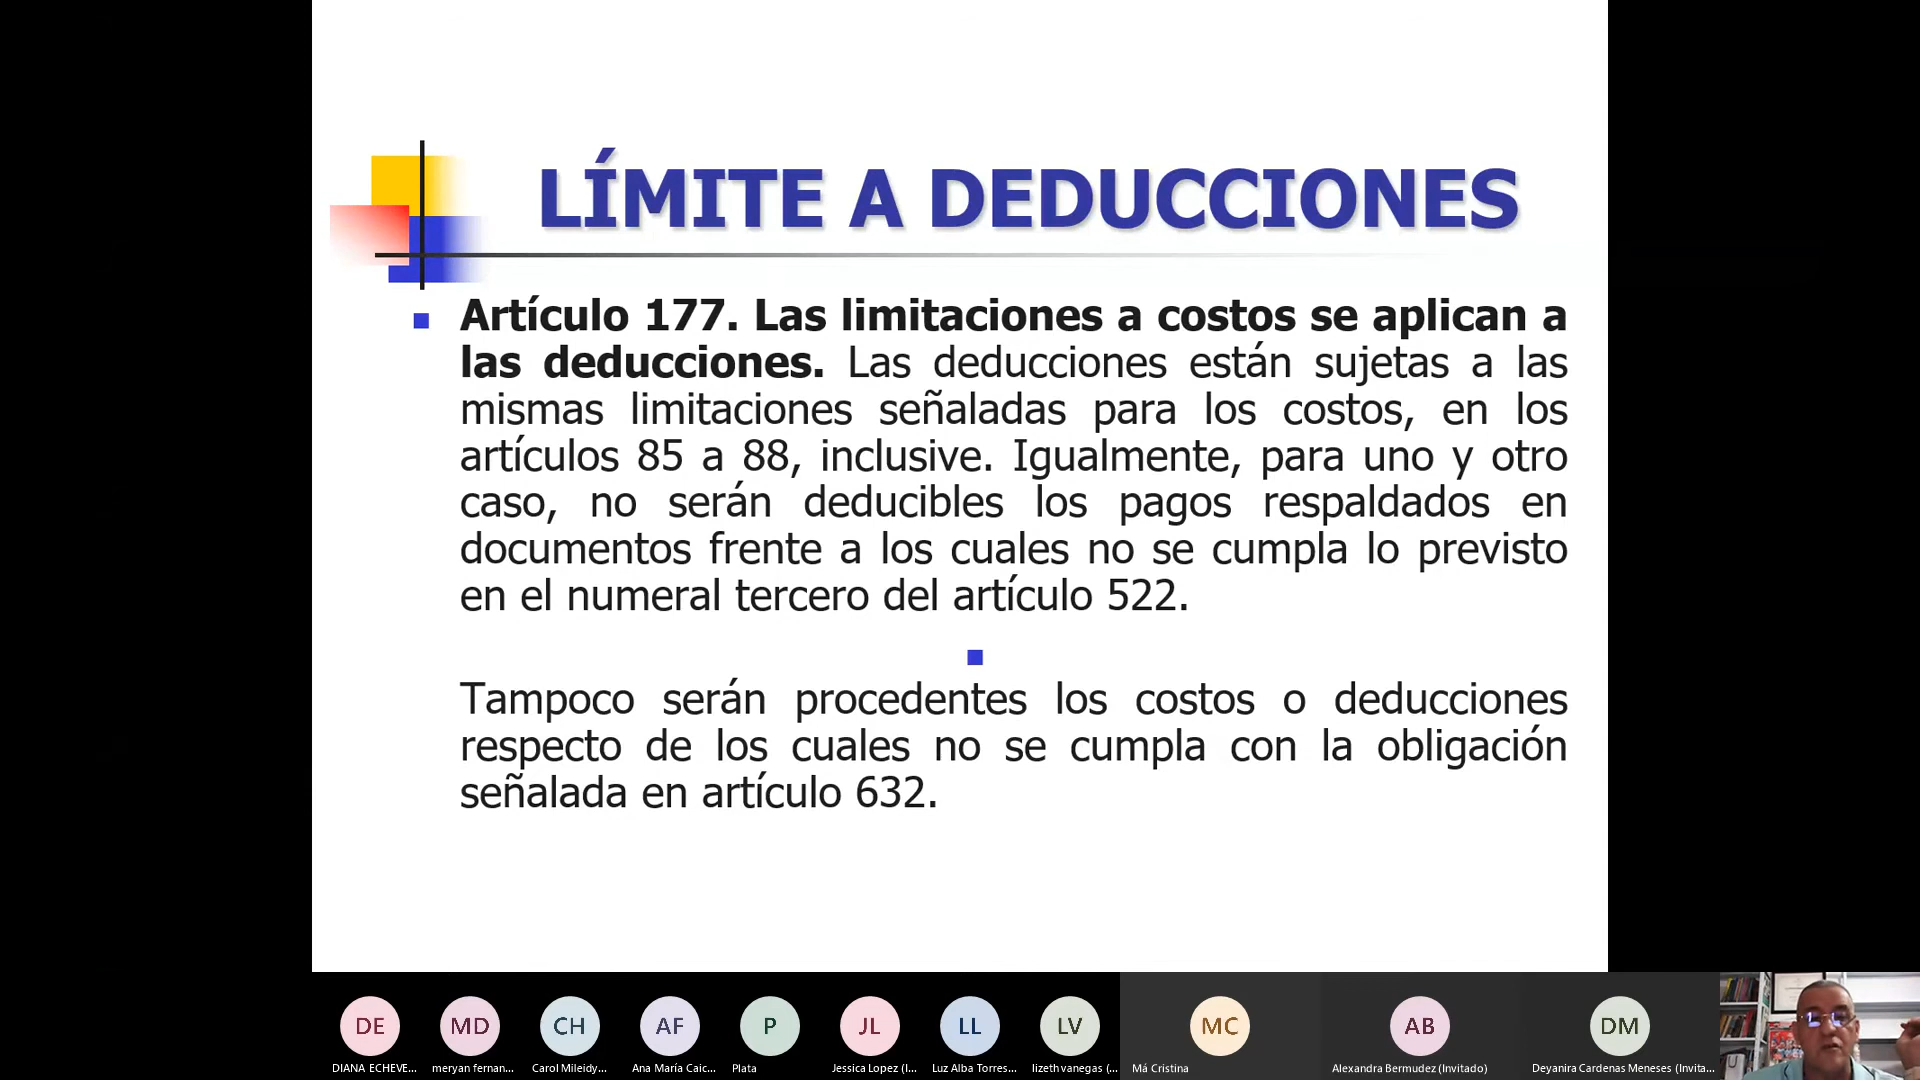 LÍMITE A DEDUCCIONES
Artículo 177. Las limitaciones a costos se aplican a
las deducciones. Las deducciones están sujetas a las
mismas limitaciones señaladas para los costos, en los
artículos 85 a 88, inclusive. Igualmente, para uno y otro
caso, no serán deducibles los pagos respaldados en
documentos frente a los cuales no se cumpla lo previsto
en el numeral tercero del artículo 522.
Tampoco serán procedentes los costos o deducciones
respecto de los cuales no se cumpla con la obligación
señalada en artículo 632.
DE MD CH AF P JL LL LV MC AB DM
DIANA ECHEVE... meryan fernan... Carol Mileidy... Ana María Caic... Plata Jessica Lopez (I... Luz Alba Torres... lizeth vanegas (... Má Cristina Alexandra Bermudez (Invitado) Deyanira Cardenas Meneses (Invita...